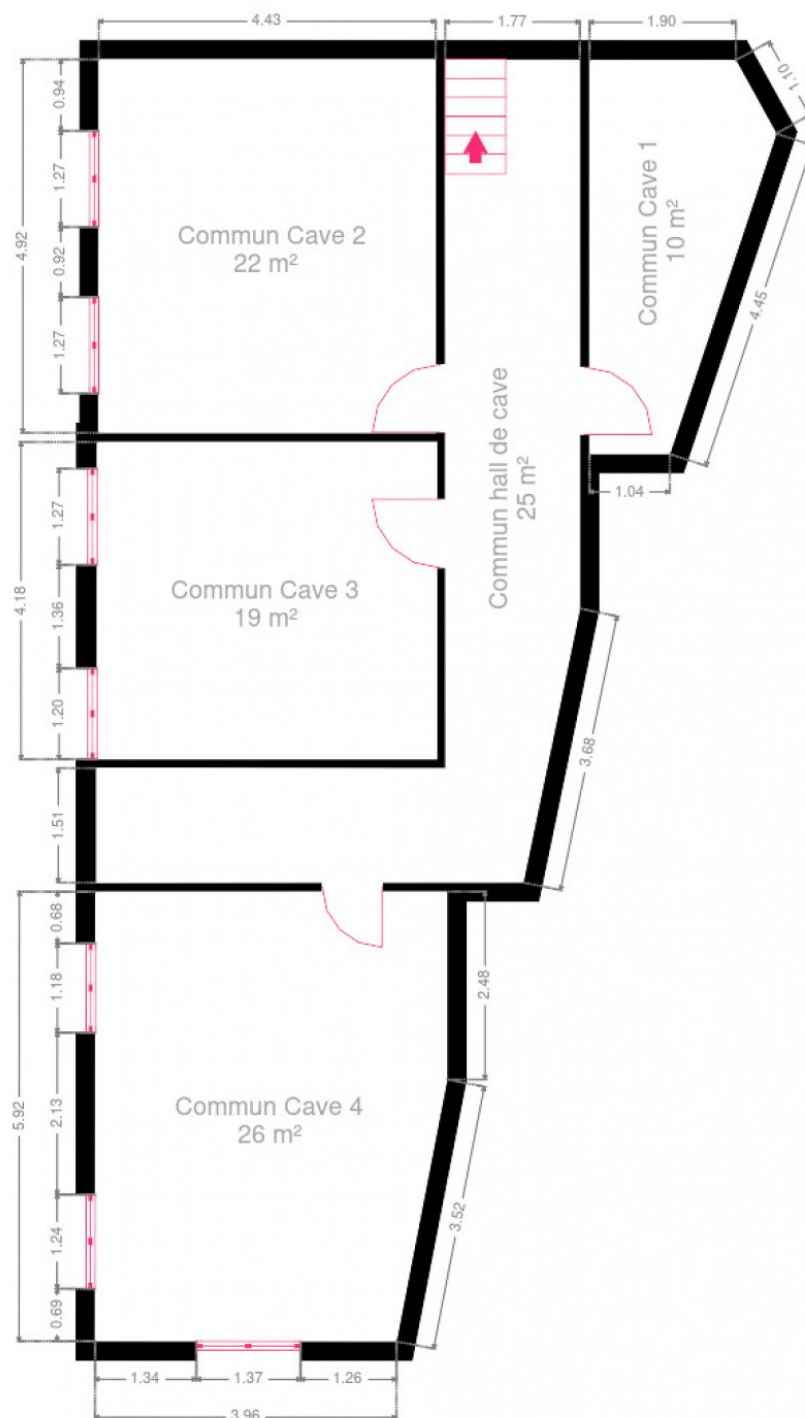 4.43
1.77
1.90
1.10
0.94
1.27
4.92
0.92
1.27
Commun Cave 2
22 m²
Commun Cave 1
10 m²
4.45
Commun hall de cave
25 m²
1.04
1.27
4.18
1.36
1.20
Commun Cave 3
19 m²
3.68
1.51
0.68
1.18
2.48
5.92
2.13
Commun Cave 4
26 m²
3.52
1.24
0.69
1.34
1.37
1.26
3.96